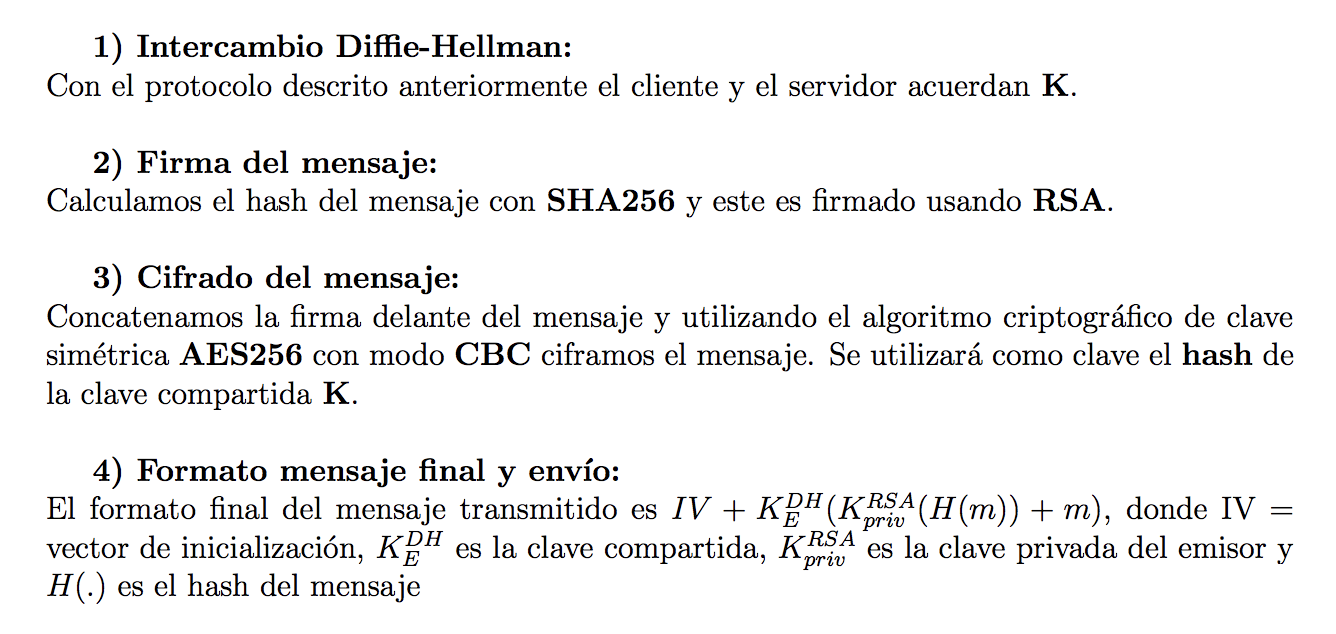 1) Intercambio Diffie-Hellman:
Con el protocolo descrito anteriormente el cliente y el servidor acuerdan K.
2) Firma del mensaje:
Calculamos el hash del mensaje con SHA256 y este es firmado usando RSA.
3) Cifrado del mensaje:
Concatenamos la firma delante del mensaje y utilizando el algoritmo criptográfico de clave
simétrica AES256 con modo CBC ciframos el mensaje. Se utilizará como clave el hash de
la clave compartida K.
4) Formato mensaje final y envío:
El formato final del mensaje transmitido es $IV + K_E^{DH}(K_{priv}^{RSA}(H(m)) + m)$, donde IV =
vector de inicialización, $K_E^{DH}$ es la clave compartida, $K_{priv}^{RSA}$ es la clave privada del emisor y
$H(.)$ es el hash del mensaje